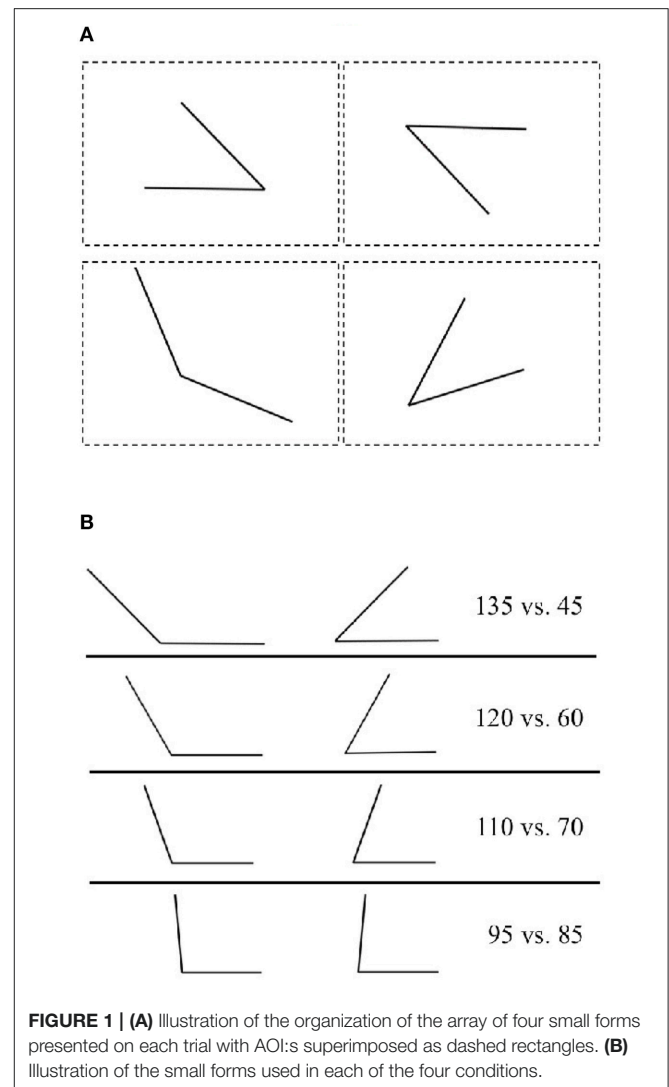 A
B
135 vs. 45
120 vs. 60
110 vs. 70
95 vs. 85
FIGURE 1 | (A) Illustration of the organization of the array of four small forms
presented on each trial with AOI:s superimposed as dashed rectangles. (B)
Illustration of the small forms used in each of the four conditions.